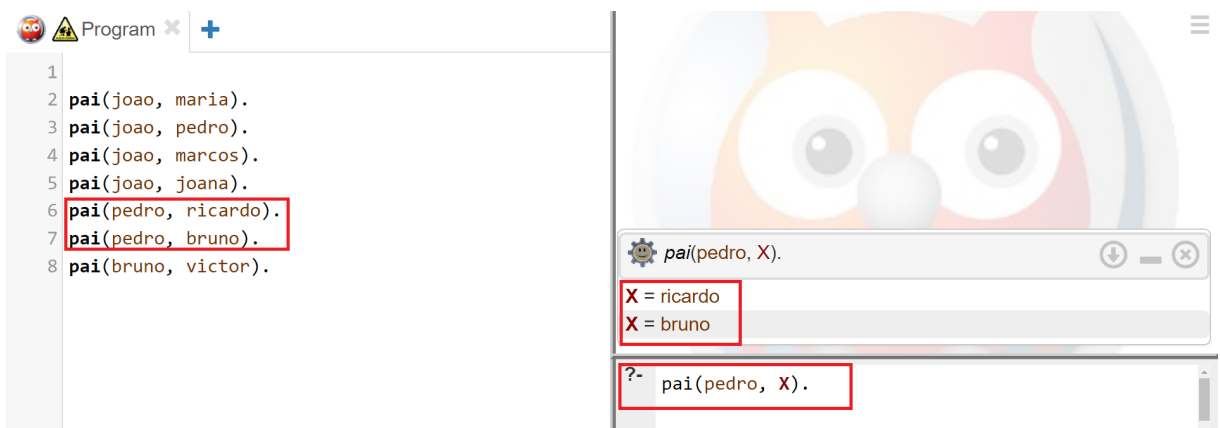 Program
1
2 pai(joao, maria).
3 pai(joao, pedro).
4 pai(joao, marcos).
5 pai(joao, joana).
6 pai(pedro, ricardo).
7 pai(pedro, bruno).
8 pai(bruno, victor).
pai(pedro, X).
X = ricardo
X = bruno
?- pai(pedro, X).